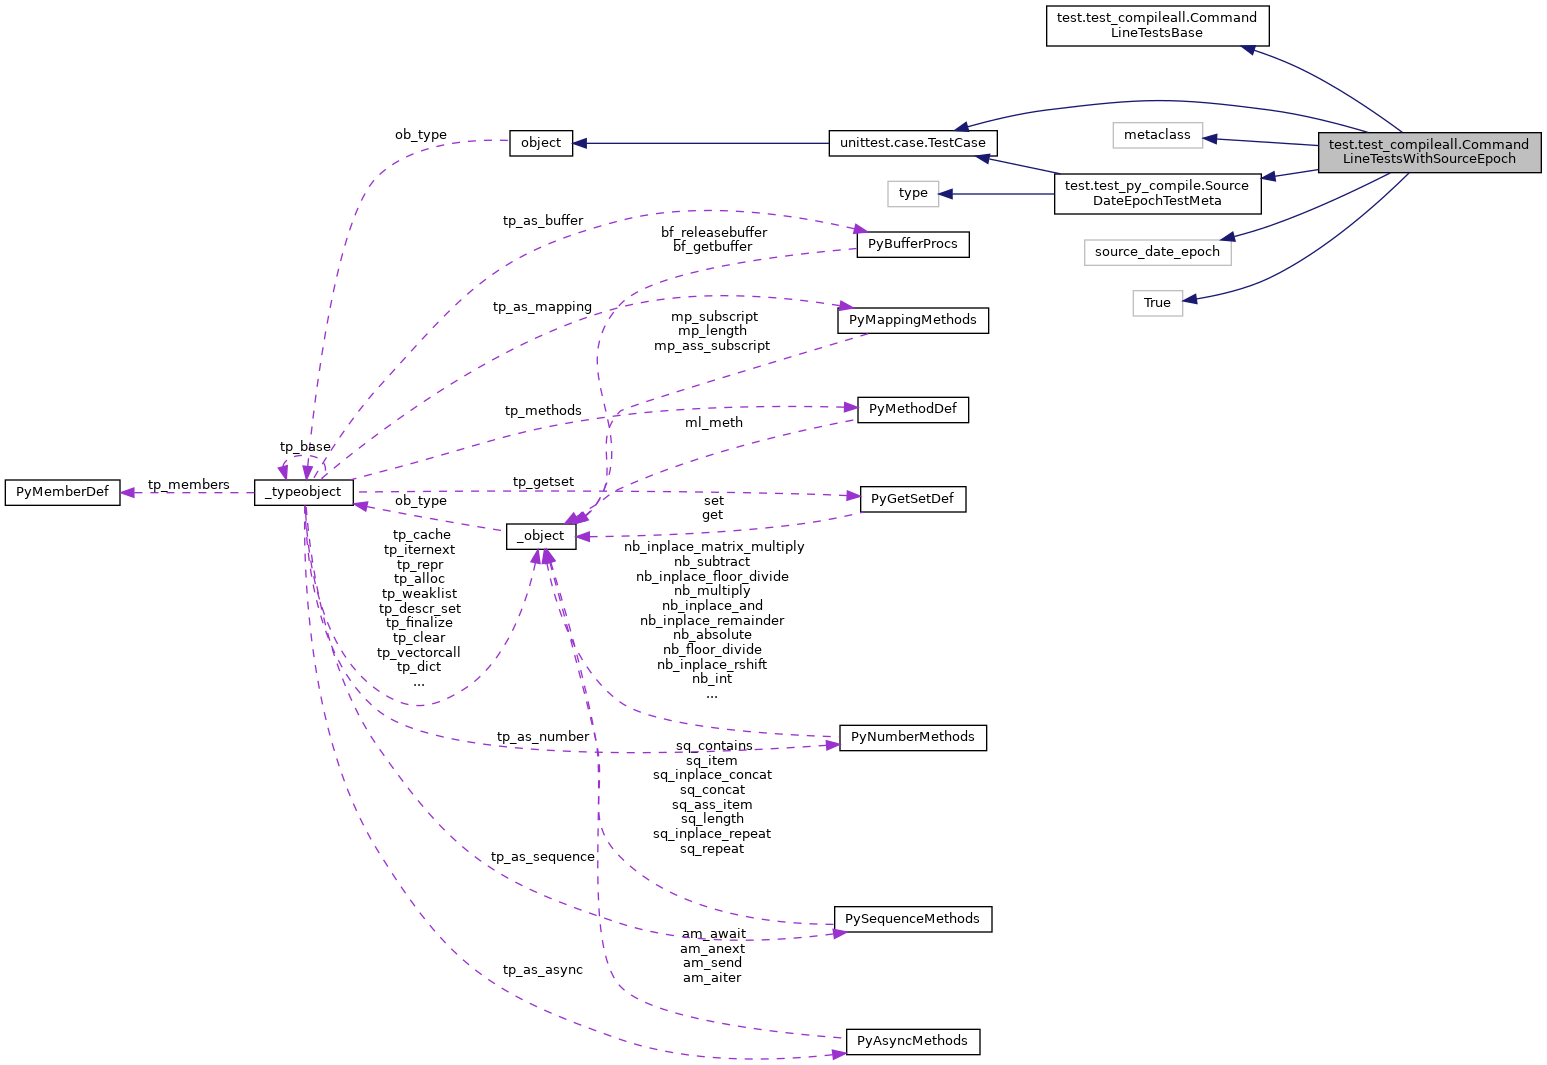 test.test_compileall.Command
LineTestsBase
ob_type
object
unittest.case.TestCase
metaclass
test.test_compileall.Command
LineTestsWithSourceEpoch
type
test.test_py_compile.Source
DateEpochTestMeta
tp_as_buffer
bf_releasebuffer
bf_getbuffer
PyBufferProcs
source_date_epoch
tp_as_mapping
mp_subscript
mp_length
mp_ass_subscript
PyMappingMethods
True
tp_methods
ml_meth
PyMethodDef
tp_base
PyMemberDef
tp_members
_typeobject
tp_getset
ob_type
set
get
PyGetSetDef
_object
tp_cache
tp_iternext
tp_repr
tp_alloc
tp_weaklist
tp_descr_set
tp_finalize
tp_clear
tp_vectorcall
tp_dict
...
nb_inplace_matrix_multiply
nb_subtract
nb_inplace_floor_divide
nb_multiply
nb_inplace_and
nb_inplace_remainder
nb_absolute
nb_floor_divide
nb_inplace_rshift
nb_int
...
tp_as_number
PyNumberMethods
sq_contains
sq_item
sq_inplace_concat
sq_concat
sq_ass_item
sq_length
sq_inplace_repeat
sq_repeat
tp_as_sequence
PySequenceMethods
am_await
am_anext
am_send
am_aiter
tp_as_async
PyAsyncMethods